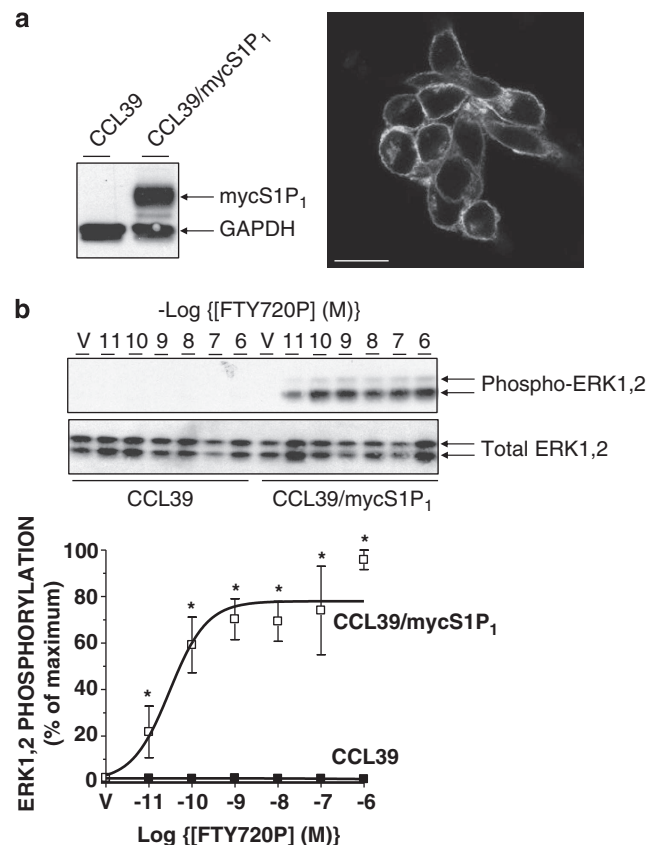 a
CCL39
CCL39/mycS1P₁
mycS1P₁
GAPDH
b
-Log {[FTY720P] (M)}
V 11 10 9 8 7 6 V 11 10 9 8 7 6
Phospho-ERK1,2
Total ERK1,2
CCL39 CCL39/mycS1P₁
ERK1,2 PHOSPHORYLATION
(% of maximum)
100
80
60
40
20
0
* * * * * *
CCL39/mycS1P₁
CCL39
V -11 -10 -9 -8 -7 -6
Log {[FTY720P] (M)}